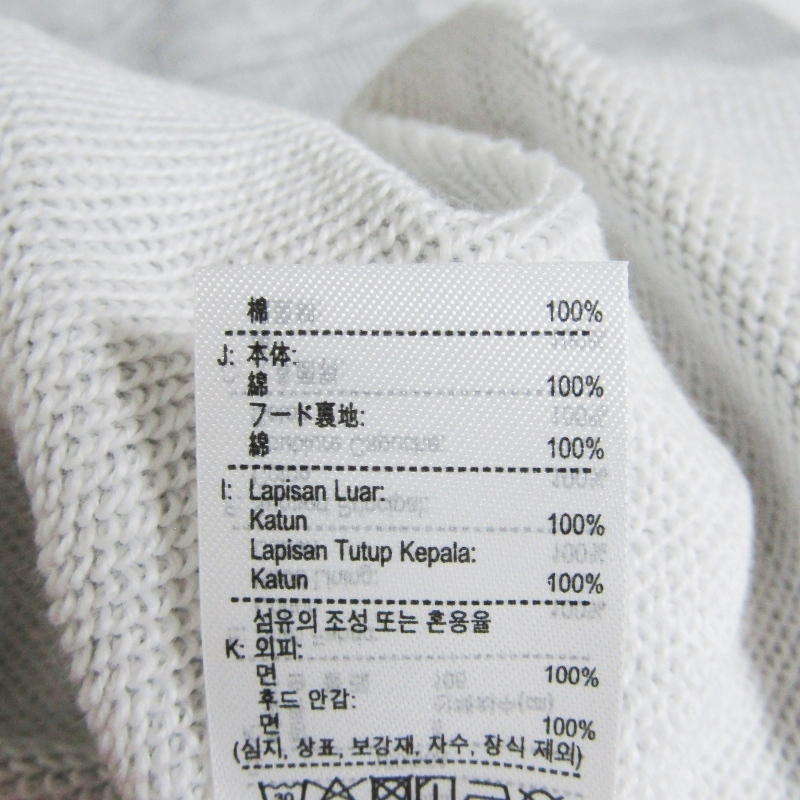 棉 100%
J: 本体:
綿 100%
フード裏地:
綿 100%
I: Lapisan Luar:
Katun 100%
Lapisan Tutup Kepala:
Katun 100%
섬유의 조성 또는 혼용율
K: 외피:
면 100%
후드 안감:
면 100%
(심지, 상표, 보강재, 자수, 장식 제외)
30